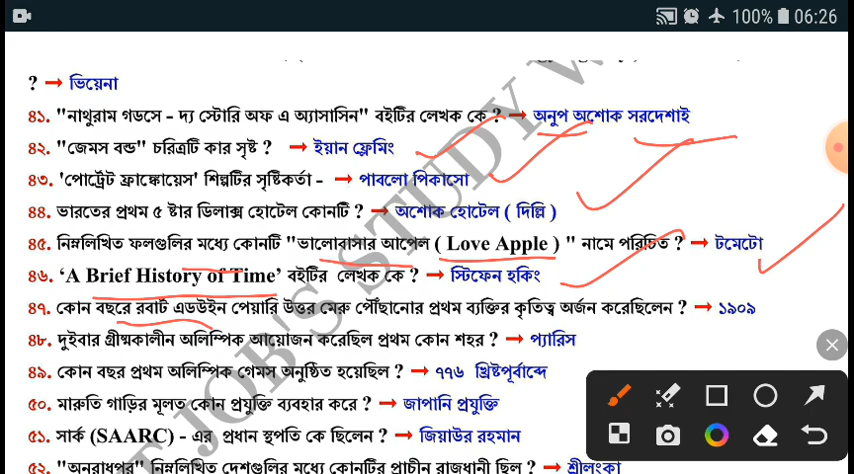 100% 06:26
? → ভিয়েনা
৪১. "নাথুরাম গডসে - দ্য স্টোরি অফ এ অ্যাসাসিন" বইটির লেখক কে ? → অনুপ অশোক সরদেশাই
৪২. "জেমস বন্ড" চরিত্রটি কার সৃষ্ট ? → ইয়ান ফ্লেমিং
৪৩. 'পোর্ট্রেট ফ্রাঙ্কোয়েস' শিল্পটির সৃষ্টিকর্তা - → পাবলো পিকাসো
৪৪. ভারতের প্রথম ৫ ষ্টার ডিলাক্স হোটেল কোনটি ? → অশোক হোটেল ( দিল্লি )
৪৫. নিম্নলিখিত ফলগুলির মধ্যে কোনটি "ভালোবাসার আপেল ( Love Apple ) " নামে পরিচিত ? → টমেটো
৪৬. ‘A Brief History of Time’ বইটির লেখক কে ? → স্টিফেন হকিং
৪৭. কোন বছরে রবার্ট এডউইন পেয়ারি উত্তর মেরু পৌঁছানোর প্রথম ব্যক্তির কৃতিত্ব অর্জন করেছিলেন ? → ১৯০৯
৪৮. দুইবার গ্রীষ্মকালীন অলিম্পিক আয়োজন করেছিল প্রথম কোন শহর ? → প্যারিস
৪৯. কোন বছর প্রথম অলিম্পিক গেমস অনুষ্ঠিত হয়েছিল ? → ৭৭৬ খ্রিষ্টপূর্বাব্দে
৫০. মারুতি গাড়ির মূলত কোন প্রযুক্তি ব্যবহার করে ? → জাপানি প্রযুক্তি
৫১. সার্ক (SAARC) - এর প্রধান স্থপতি কে ছিলেন ? → জিয়াউর রহমান
৫২. "অনুরাধপুর" নিম্নলিখিত দেশগুলির মধ্যে কোনটির প্রাচীন রাজধানী ছিল ? → শ্রীলংকা